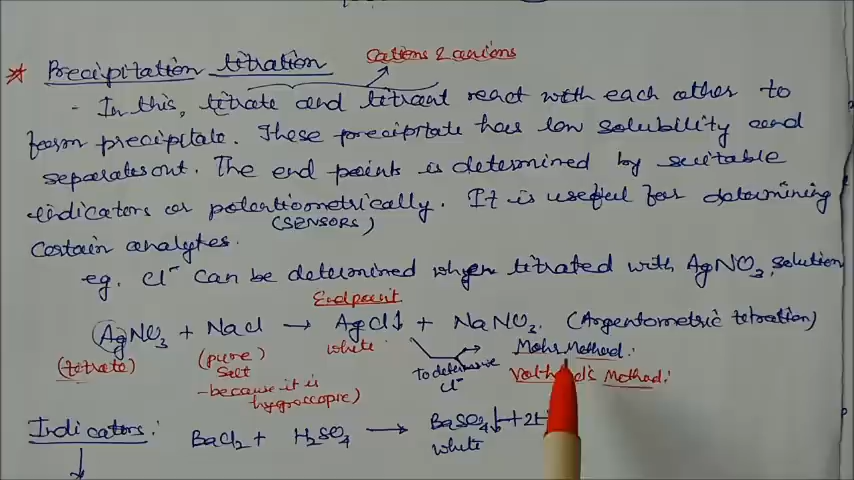 * Precipitation titration
Cations & anions
- In this, titrate and titrant react with each other to
form precipitate. These precipitate has low solubility and
separates out. The end points is determined by suitable
indicators or potentiometrically. It is useful for determining
(SENSORS)
certain analytes.
eg. Cl⁻ can be determined when titrated with AgNO3 solution
Endpoint
AgNO3 + NaCl → AgCl↓ + NaNO3. (Argentometric titration)
(titrate) (pure) white
Salt
- because it is
hygroscopic)
To determine
Cl⁻
Mohrs Method:
Method:
Indicators: BaCl2 + H2SO4 → BaSO4↓ +
white